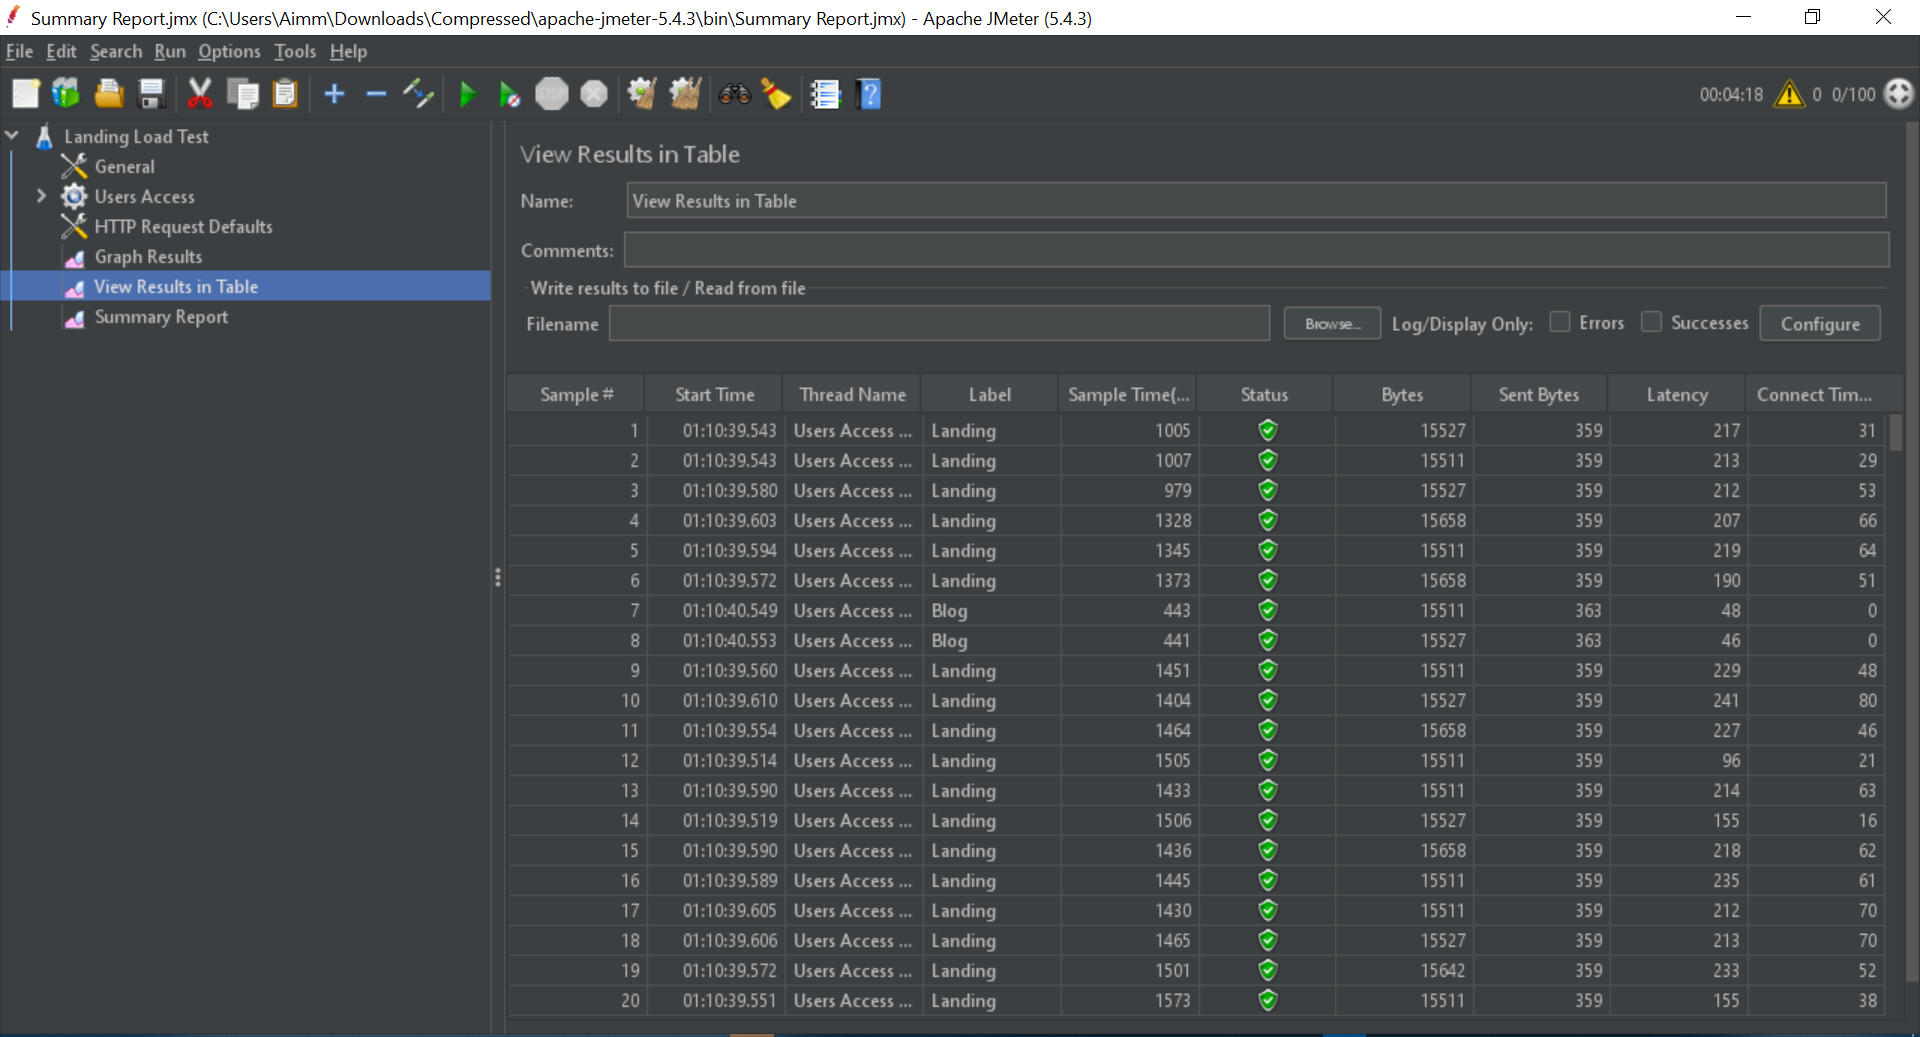 Summary Report.jmx (C:\Users\Aimm\Downloads\Compressed\apache-jmeter-5.4.3\bin\Summary Report.jmx) - Apache JMeter (5.4.3)
File Edit Search Run Options Tools Help
STOP
00:04:18 0 0/100
Landing Load Test
General
Users Access
HTTP Request Defaults
Graph Results
View Results in Table
Summary Report
View Results in Table
Name: View Results in Table
Comments:
Write results to file / Read from file
Filename Browse... Log/Display Only: Errors Successes Configure
Sample # Start Time Thread Name Label Sample Time(... Status Bytes Sent Bytes Latency Connect Tim...
1 01:10:39.543 Users Access ... Landing 1005 15527 359 217 31
2 01:10:39.543 Users Access ... Landing 1007 15511 359 213 29
3 01:10:39.580 Users Access ... Landing 979 15527 359 212 53
4 01:10:39.603 Users Access ... Landing 1328 15658 359 207 66
5 01:10:39.594 Users Access ... Landing 1345 15511 359 219 64
6 01:10:39.572 Users Access ... Landing 1373 15658 359 190 51
7 01:10:40.549 Users Access ... Blog 443 15511 363 48 0
8 01:10:40.553 Users Access ... Blog 441 15527 363 46 0
9 01:10:39.560 Users Access ... Landing 1451 15511 359 229 48
10 01:10:39.610 Users Access ... Landing 1404 15527 359 241 80
11 01:10:39.554 Users Access ... Landing 1464 15658 359 227 46
12 01:10:39.514 Users Access ... Landing 1505 15511 359 96 21
13 01:10:39.590 Users Access ... Landing 1433 15511 359 214 63
14 01:10:39.519 Users Access ... Landing 1506 15527 359 155 16
15 01:10:39.590 Users Access ... Landing 1436 15658 359 218 62
16 01:10:39.589 Users Access ... Landing 1445 15511 359 235 61
17 01:10:39.605 Users Access ... Landing 1430 15511 359 212 70
18 01:10:39.606 Users Access ... Landing 1465 15527 359 213 70
19 01:10:39.572 Users Access ... Landing 1501 15642 359 233 52
20 01:10:39.551 Users Access ... Landing 1573 15511 359 155 38